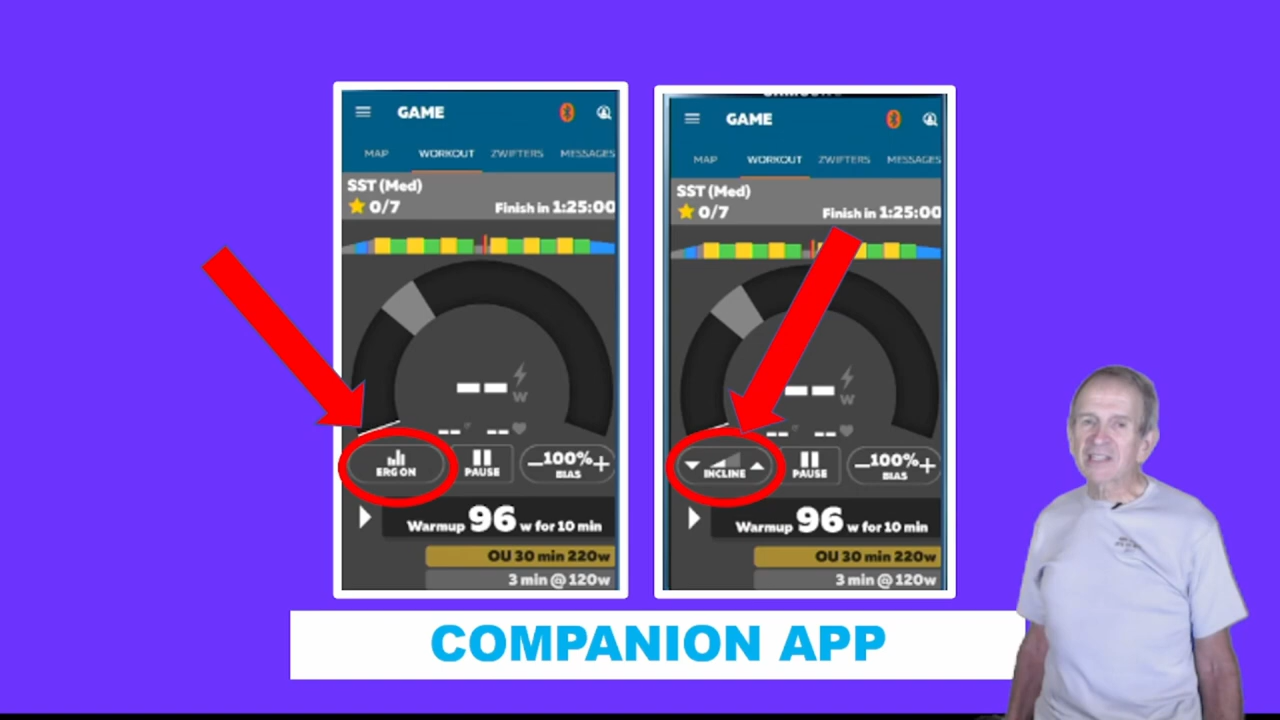 GAME
MAP WORKOUT ZWIFTERS MESSAGES
SST (Med)
0/7 Finish in 1:25:00
-- W
-- --
ERG ON PAUSE –100%+ BIAS
Warmup 96 w for 10 min
OU 30 min 220w
3 min @ 120w
GAME
MAP WORKOUT ZWIFTERS MESSAGES
SST (Med)
0/7 Finish in 1:25:00
-- W
-- --
INCLINE PAUSE –100%+ BIAS
Warmup 96 w for 10 min
OU 30 min 220w
3 min @ 120w
COMPANION APP